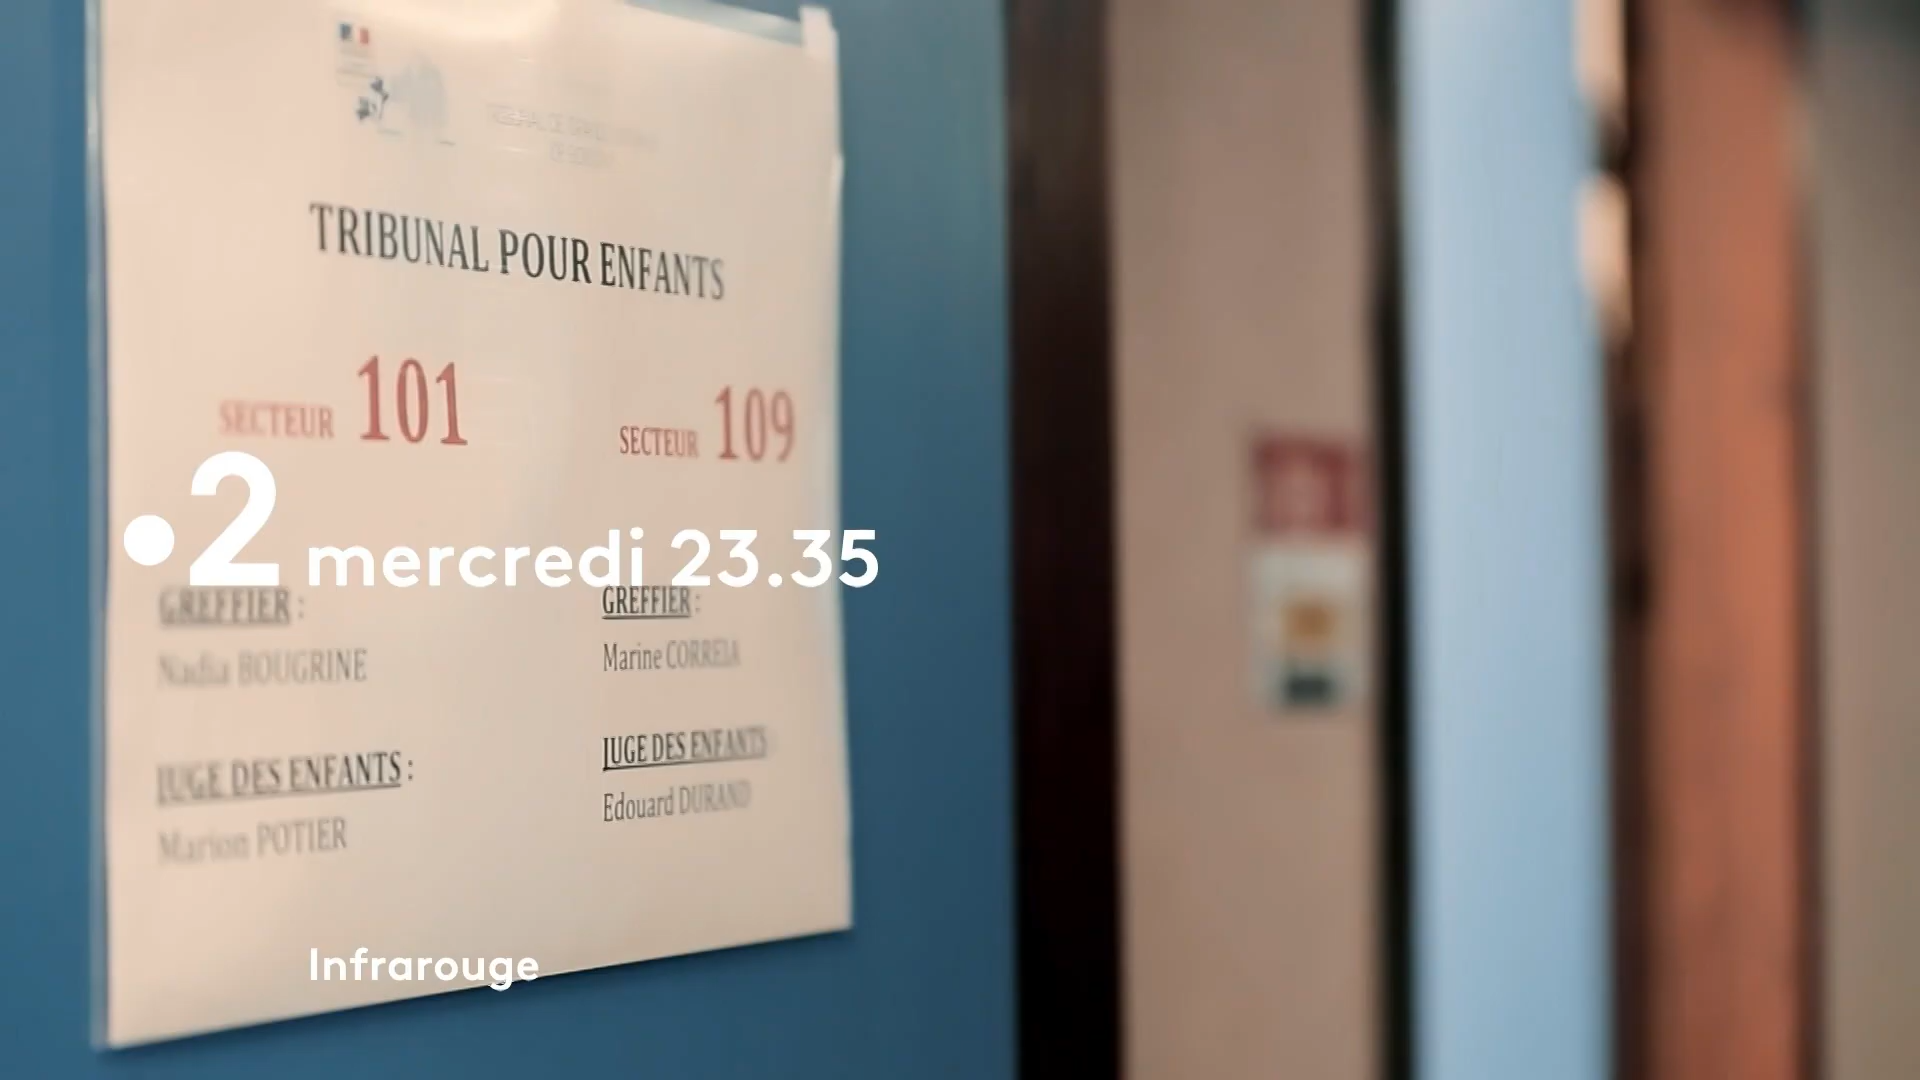 TRIBUNAL POUR ENFANTS
SECTEUR 101
SECTEUR 109
2 mercredi 23.35
GREFFIER :
Nadia BOUGRINE
JUGE DES ENFANTS :
Marion POTIER
GREFFIER :
Marine CORREIA
JUGE DES ENFANTS
Edouard DURAND
Infrarouge